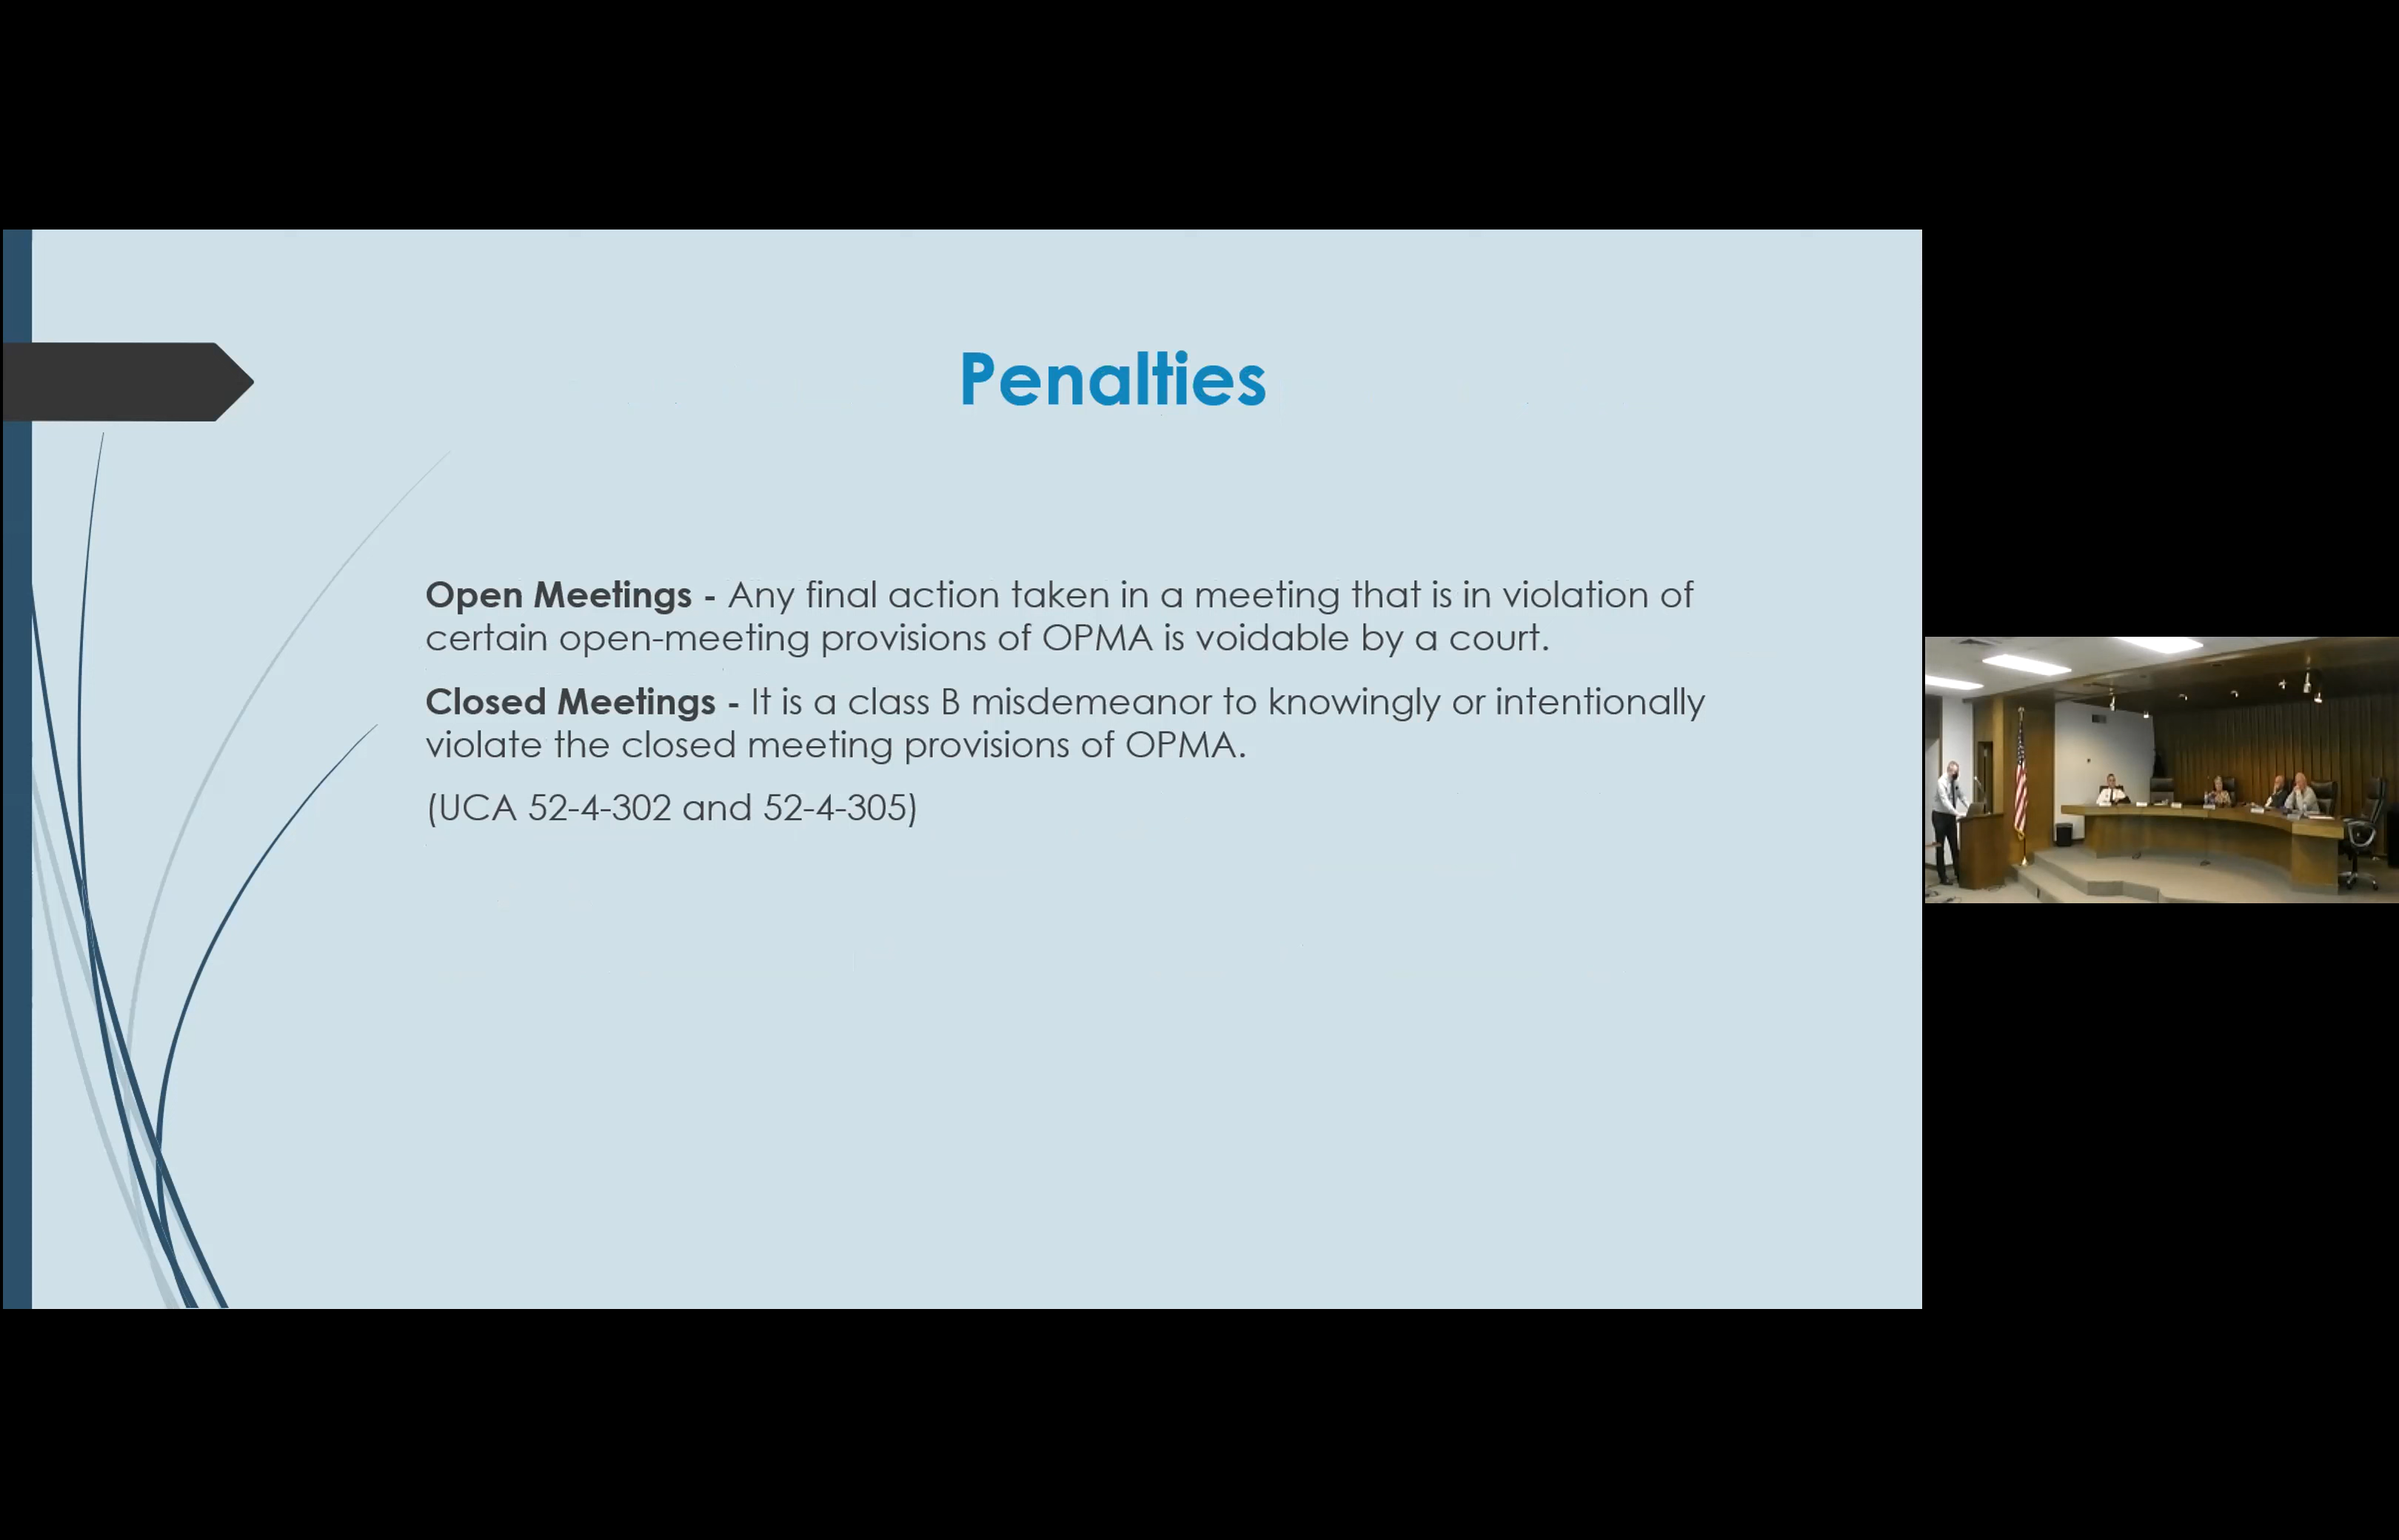 Penalties
Open Meetings - Any final action taken in a meeting that is in violation of
certain open-meeting provisions of OPMA is voidable by a court.
Closed Meetings - It is a class B misdemeanor to knowingly or intentionally
violate the closed meeting provisions of OPMA.
(UCA 52-4-302 and 52-4-305)